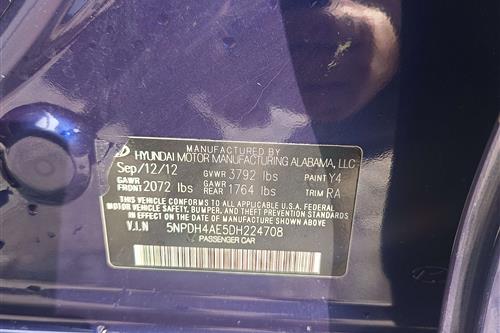 MANUFACTURED BY
HYUNDAI MOTOR MANUFACTURING ALABAMA, LLC
Sep/12/12 GVWR 3792 lbs PAINT Y4
GAWR FRONT 2072 lbs GAWR REAR 1764 lbs TRIM RA
THIS VEHICLE CONFORMS TO ALL APPLICABLE U.S.A FEDERAL
MOTOR VEHICLE SAFETY, BUMPER, AND THEFT PREVENTION STANDARDS
IN EFFECT ON THE DATE OF MANUFACTURE SHOWN ABOVE.
V.I.N 5NPDH4AE5DH224708
PASSENGER CAR